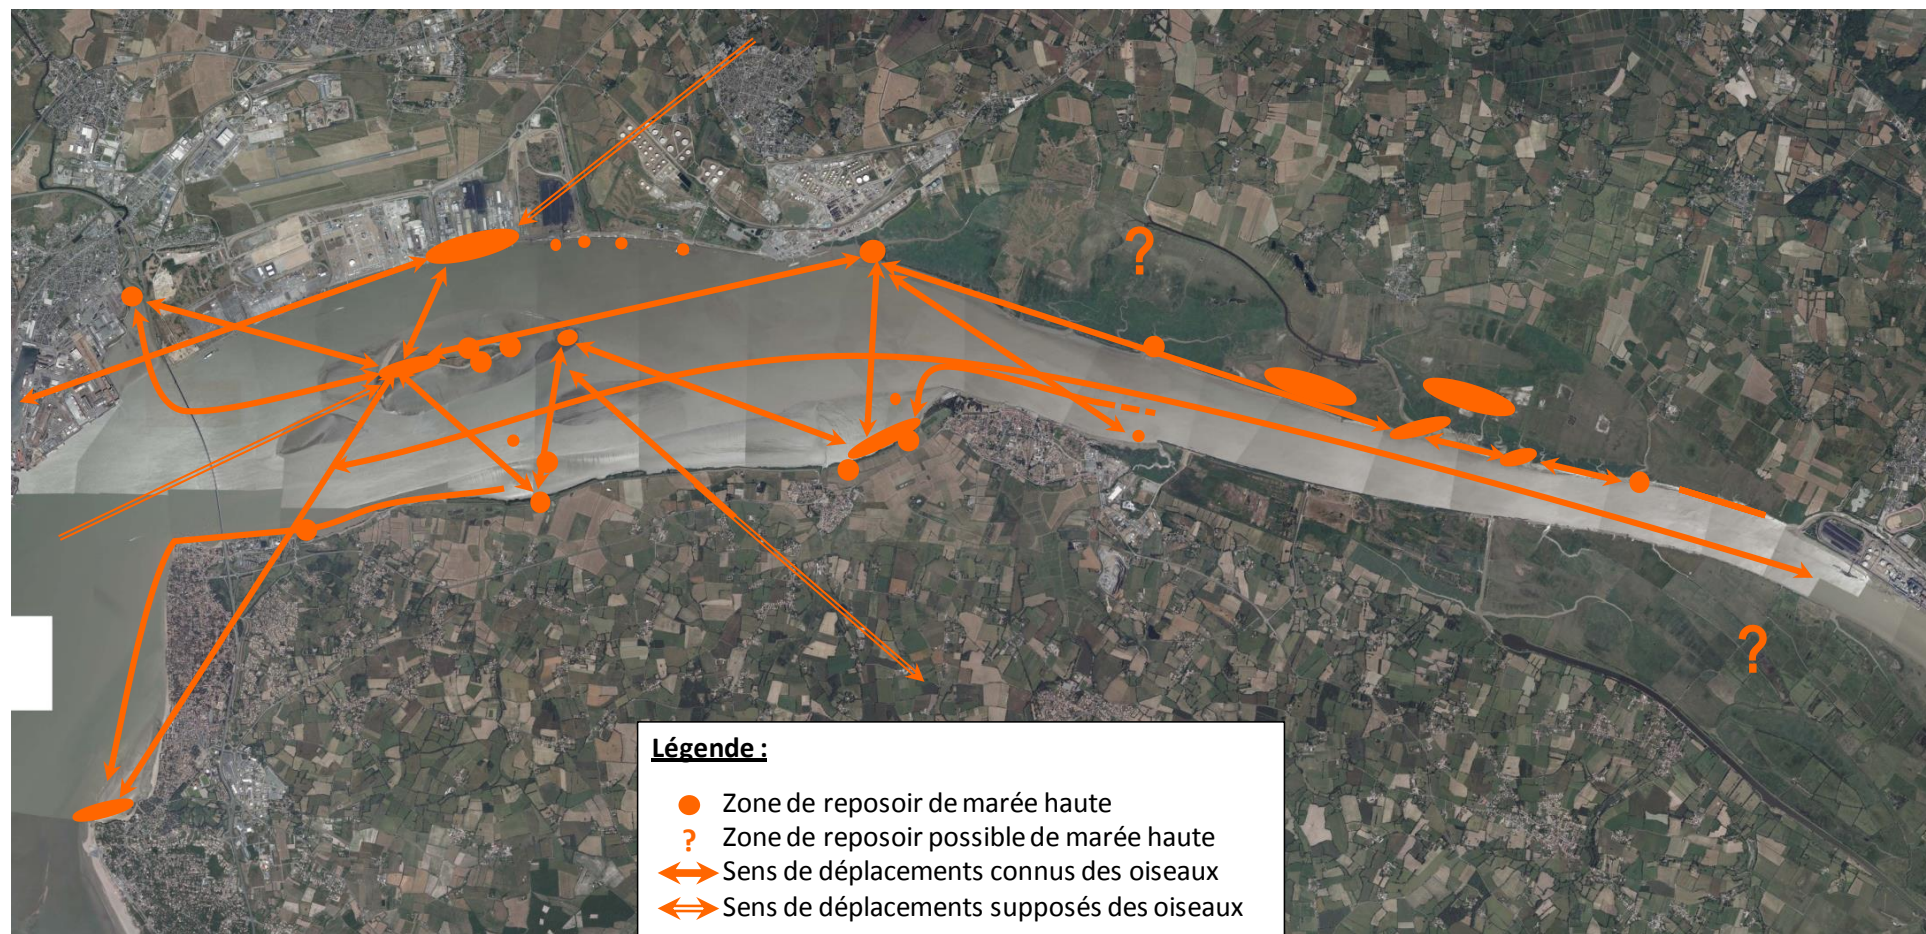 ?
?
Légende :
Zone de reposoir de marée haute
? Zone de reposoir possible de marée haute
Sens de déplacements connus des oiseaux
Sens de déplacements supposés des oiseaux